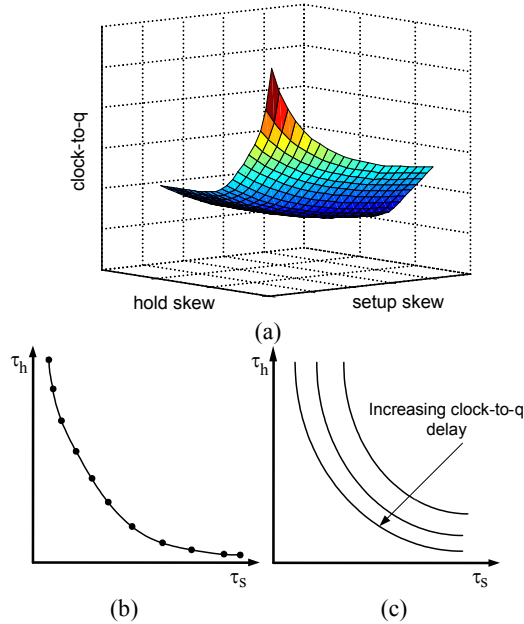 clock-to-q
hold skew
setup skew
(a)
τh
τs
(b)
τh
Increasing clock-to-q
delay
τs
(c)